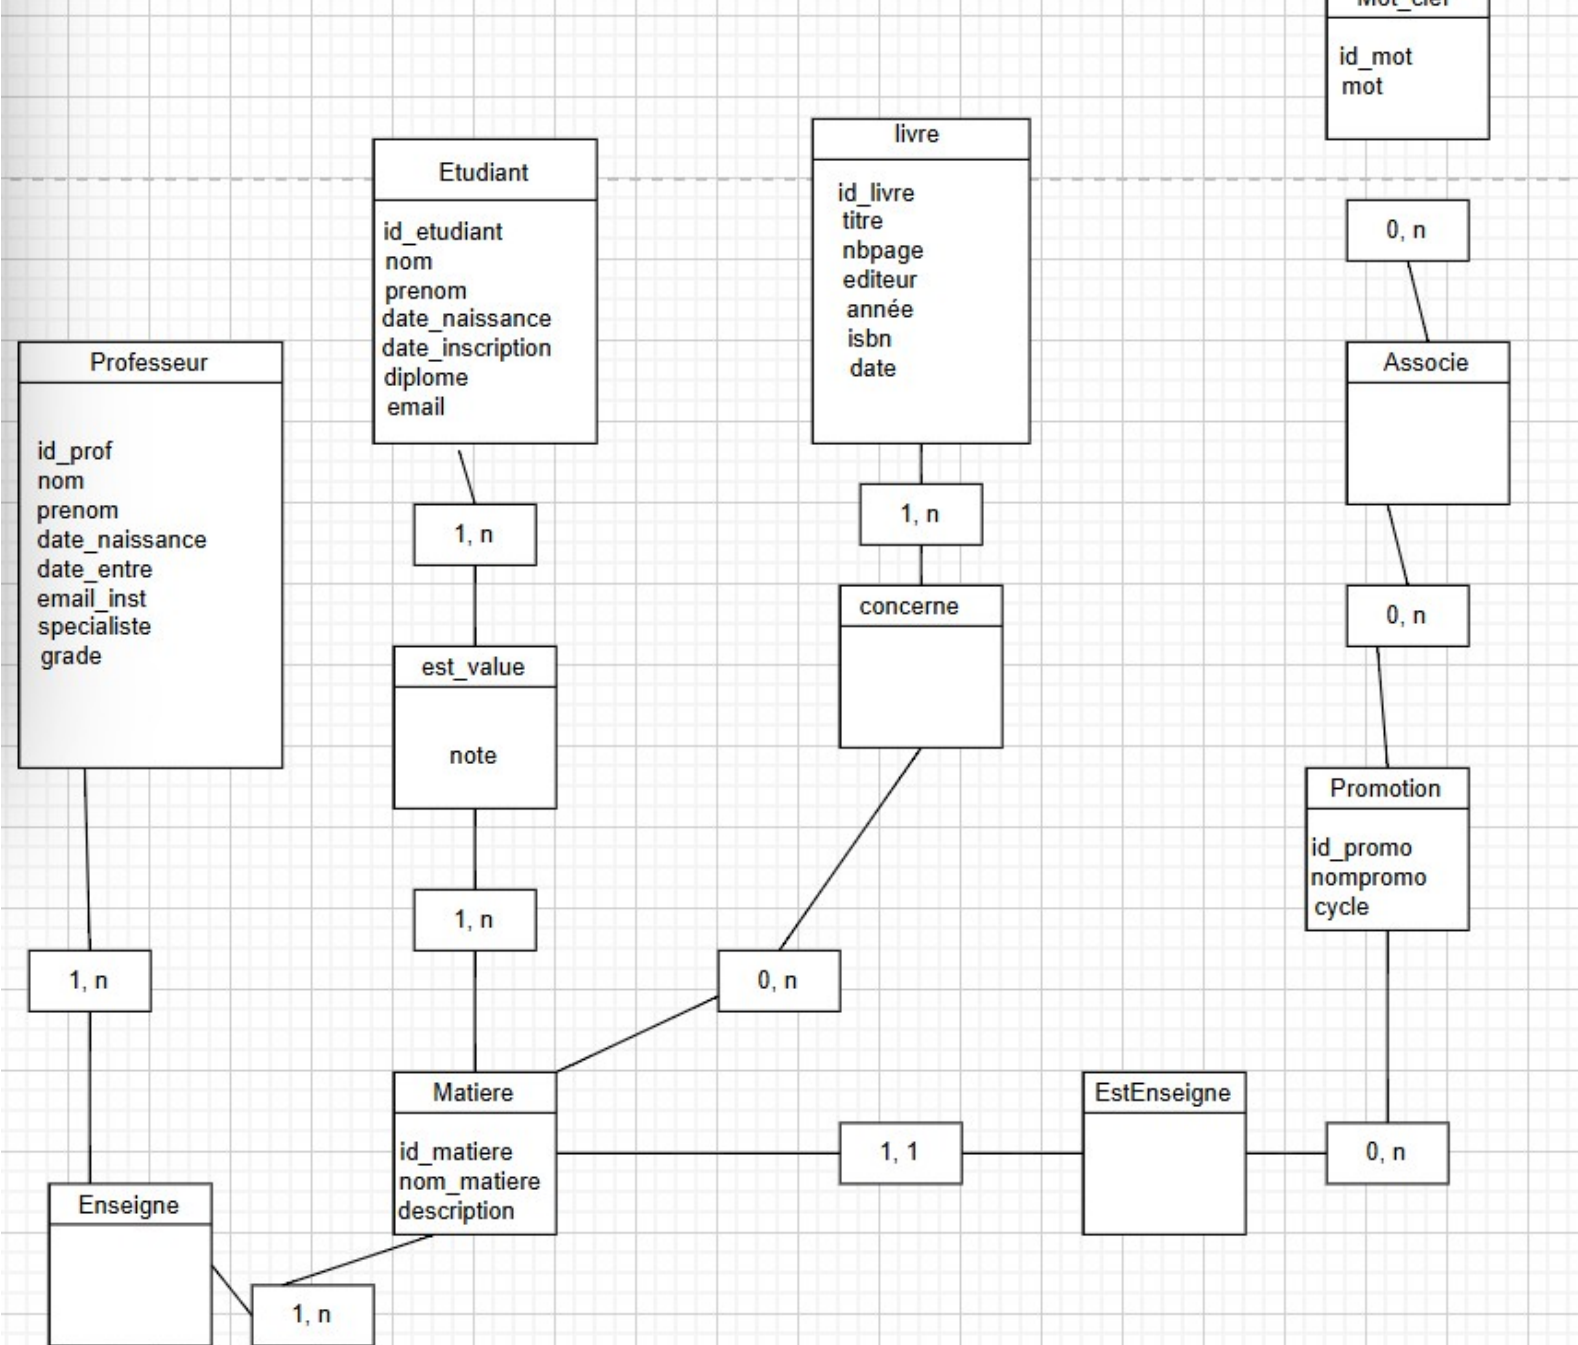 Mot_clef
id_mot
mot
0, n
Associe
0, n
Promotion
id_promo
nompromo
cycle
0, n
livre
id_livre
titre
nbpage
editeur
année
isbn
date
1, n
concerne
0, n
Etudiant
id_etudiant
nom
prenom
date_naissance
date_inscription
diplome
email
1, n
est_value
note
1, n
Matiere
id_matiere
nom_matiere
description
1, 1
EstEnseigne
Professeur
id_prof
nom
prenom
date_naissance
date_entre
email_inst
specialiste
grade
1, n
Enseigne
1, n